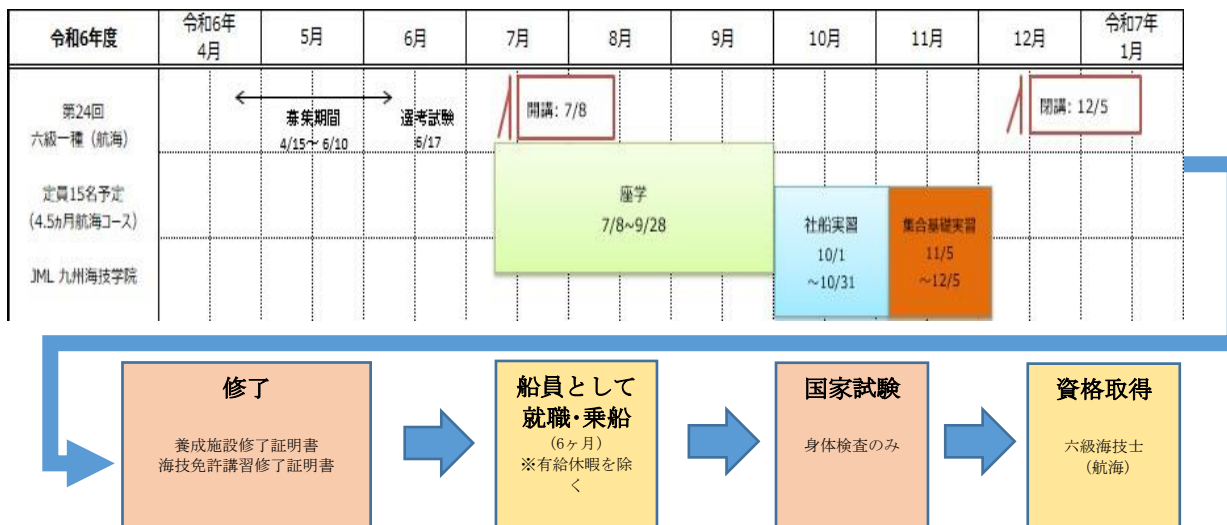 令和6年度
令和6年
4月
5月
6月
7月
8月
9月
10月
11月
12月
令和7年
1月
第24回
六級一種（航海）
募集期間
4/15～6/10
選考試験
6/17
開講: 7/8
閉講: 12/5
定員15名予定
(4.5ヵ月航海コース)
座学
7/8~9/28
社船実習
10/1
～10/31
集合基礎実習
11/5
～12/5
JML 九州海技学院
修了
養成施設修了証明書
海技免許講習修了証明書
船員として
就職・乗船
(6ヶ月)
※有給休暇を除
く
国家試験
身体検査のみ
資格取得
六級海技士
(航海)